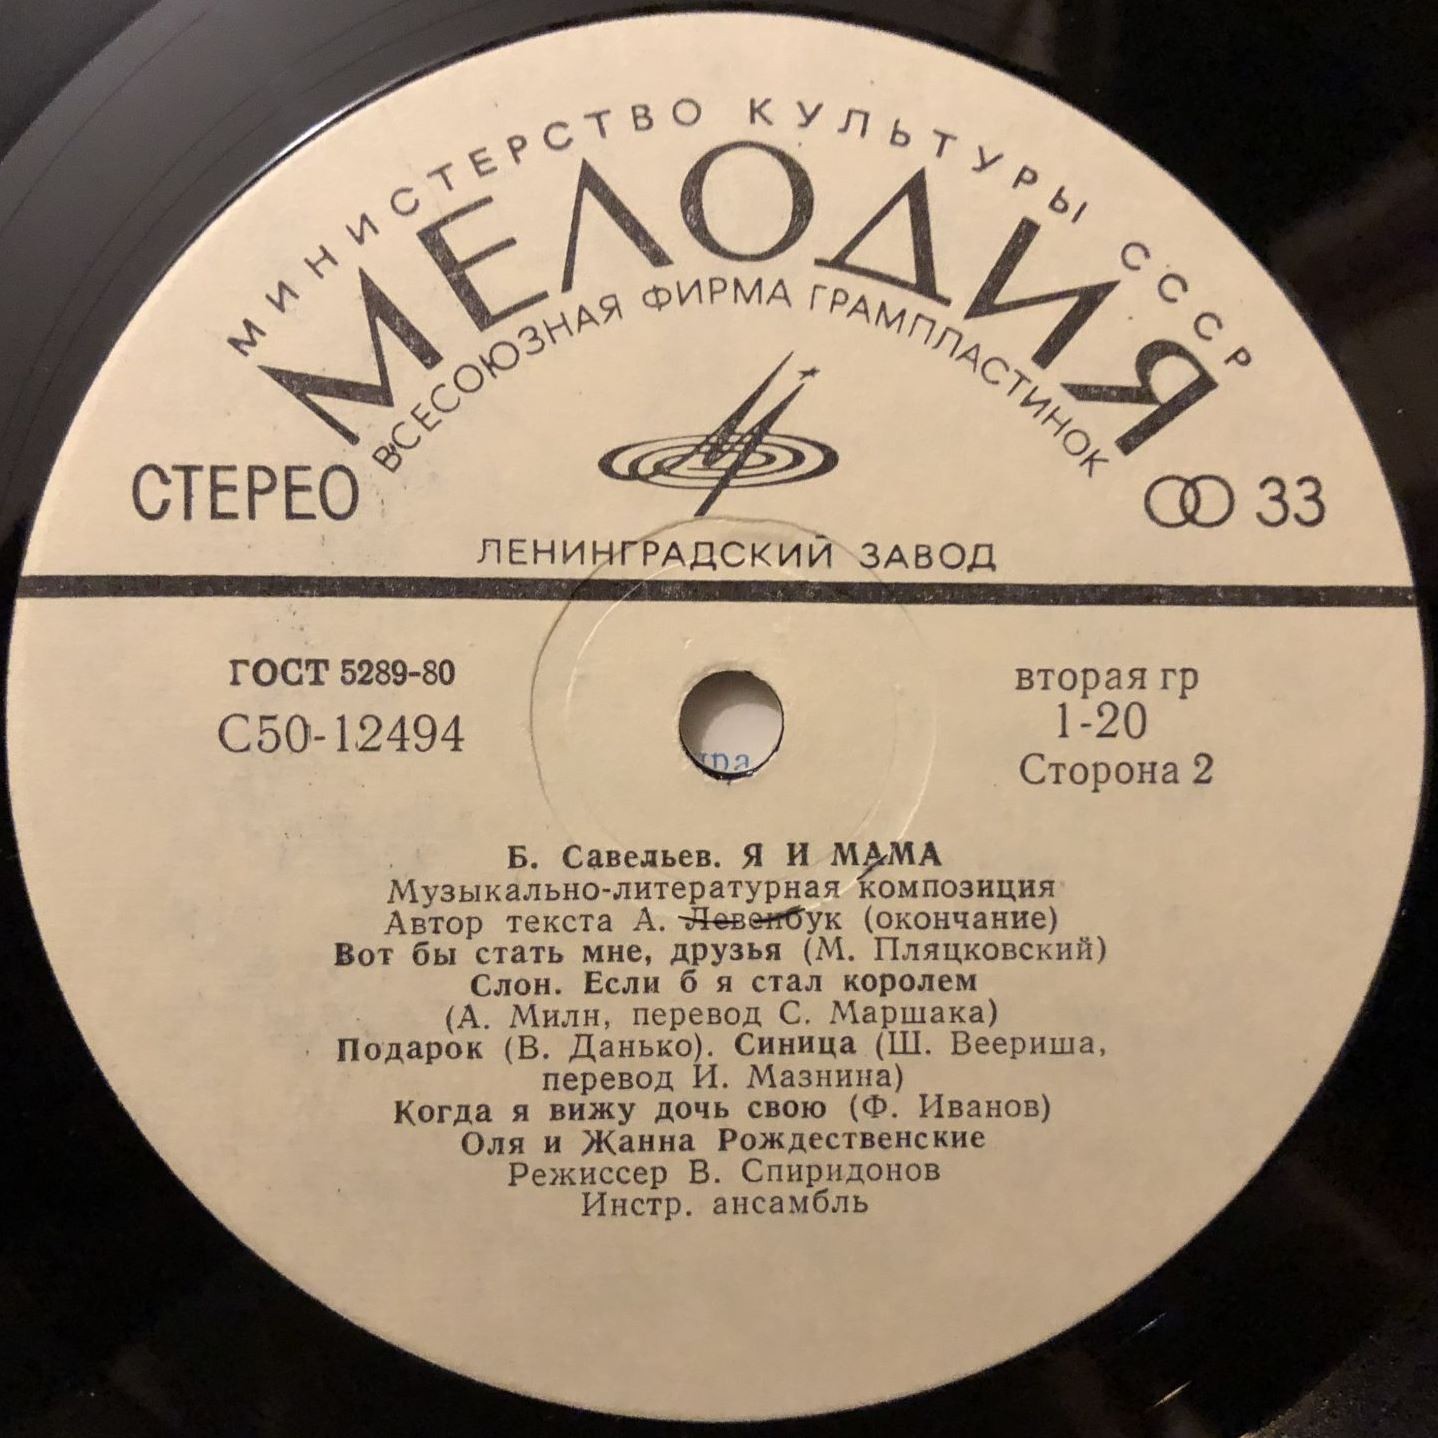 МИНИСТЕРСТВО КУЛЬТУРЫ СССР
МЕЛОДИЯ
ВСЕСОЮЗНАЯ ФИРМА ГРАМПЛАСТИНОК
СТЕРЕО
33
ЛЕНИНГРАДСКИЙ ЗАВОД
ГОСТ 5289-80
С50-12494
вторая гр
1-20
Сторона 2
Б. Савельев. Я И МАМА
Музыкально-литературная композиция
Автор текста А. Левенбук (окончание)
Вот бы стать мне, друзья (М. Пляцковский)
Слон. Если б я стал королем
(А. Милн, перевод С. Маршака)
Подарок (В. Данько). Синица (Ш. Веериша,
перевод И. Мазнина)
Когда я вижу дочь свою (Ф. Иванов)
Оля и Жанна Рождественские
Режиссер В. Спиридонов
Инстр. ансамбль